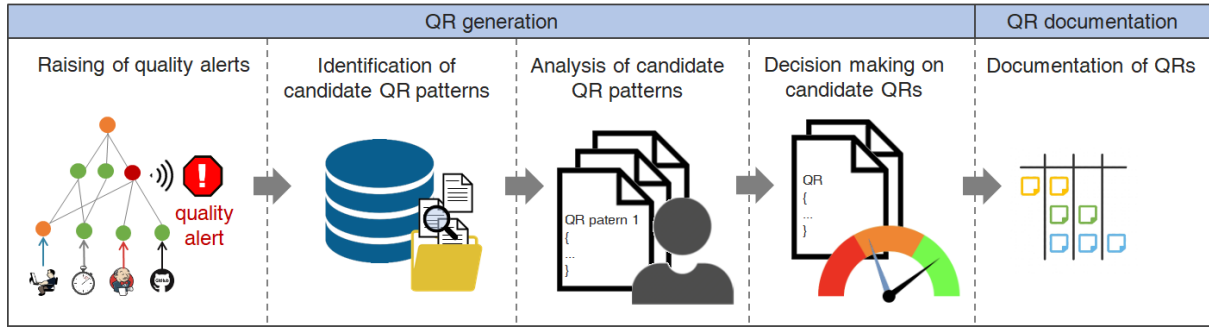 QR generation
QR documentation
Raising of quality alerts
Identification of
candidate QR patterns
Analysis of candidate
QR patterns
Decision making on
candidate QRs
Documentation of QRs
!
quality
alert
QR patern 1
{
...
}
QR
{
...
}